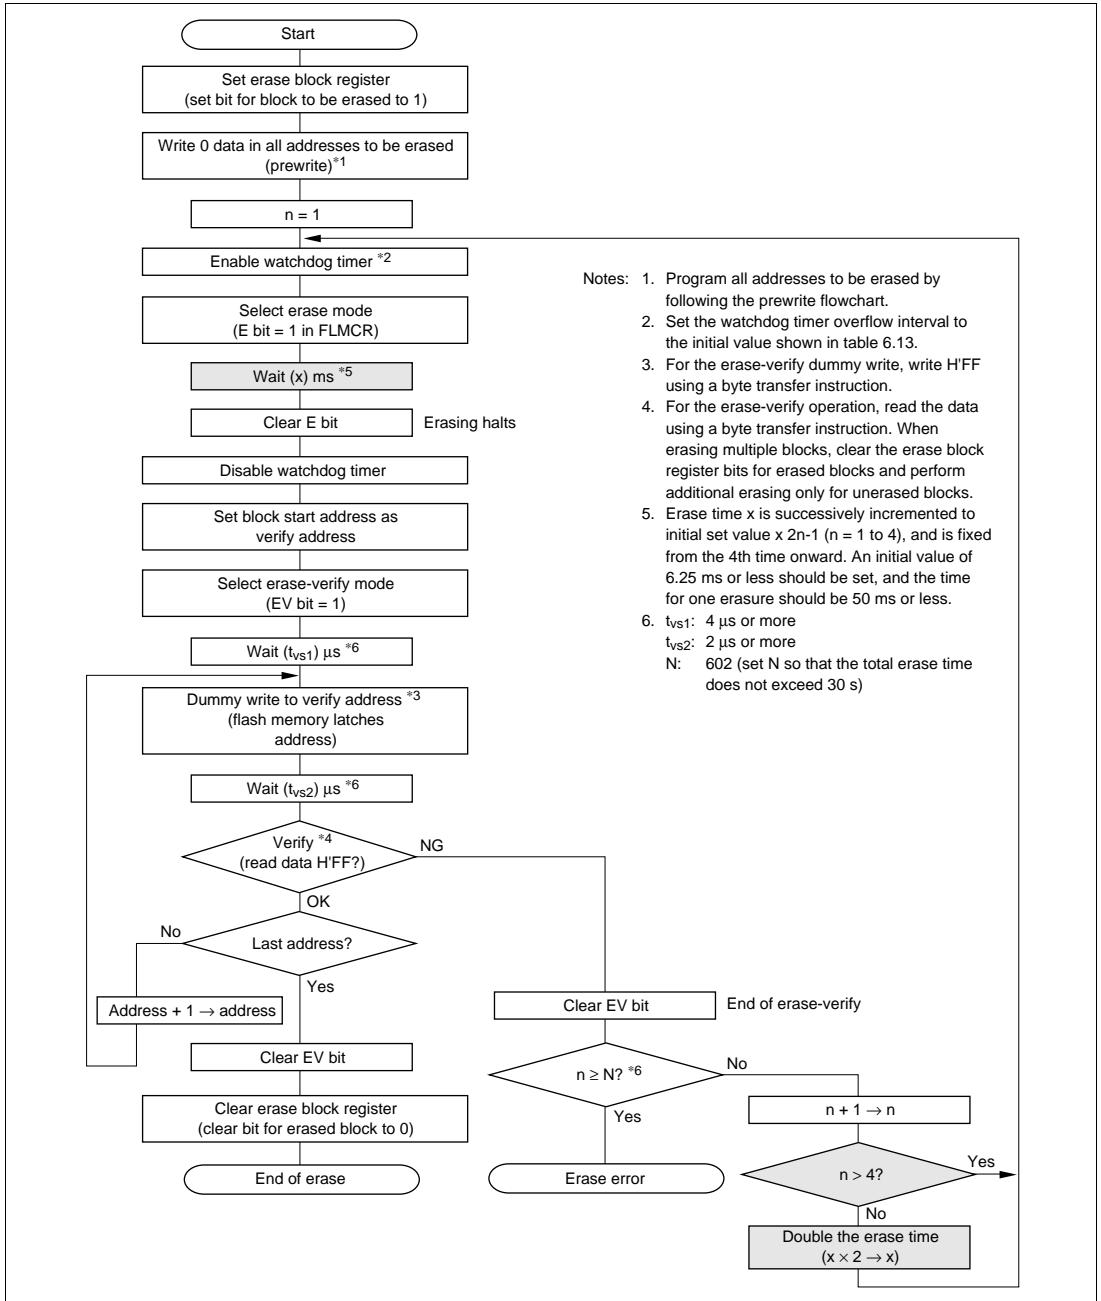 Start
Set erase block register
(set bit for block to be erased to 1)
Write 0 data in all addresses to be erased
(prewrite)*1
n = 1
Enable watchdog timer *2
Select erase mode
(E bit = 1 in FLMCR)
Wait (x) ms *5
Clear E bit
Erasing halts
Disable watchdog timer
Set block start address as
verify address
Select erase-verify mode
(EV bit = 1)
Wait (tvs1) μs *6
Dummy write to verify address *3
(flash memory latches
address)
Wait (tvs2) μs *6
Verify *4
(read data H'FF?)
NG
OK
Last address?
No
Yes
Address + 1 → address
Clear EV bit
Clear erase block register
(clear bit for erased block to 0)
End of erase
Clear EV bit
End of erase-verify
n ≥ N? *6
No
Yes
Erase error
n + 1 → n
n > 4?
Yes
No
Double the erase time
(x × 2 → x)
Notes: 1. Program all addresses to be erased by
following the prewrite flowchart.
2. Set the watchdog timer overflow interval to
the initial value shown in table 6.13.
3. For the erase-verify dummy write, write H'FF
using a byte transfer instruction.
4. For the erase-verify operation, read the data
using a byte transfer instruction. When
erasing multiple blocks, clear the erase block
register bits for erased blocks and perform
additional erasing only for unerased blocks.
5. Erase time x is successively incremented to
initial set value x 2n-1 (n = 1 to 4), and is fixed
from the 4th time onward. An initial value of
6.25 ms or less should be set, and the time
for one erasure should be 50 ms or less.
6. tvs1: 4 μs or more
tvs2: 2 μs or more
N: 602 (set N so that the total erase time
does not exceed 30 s)